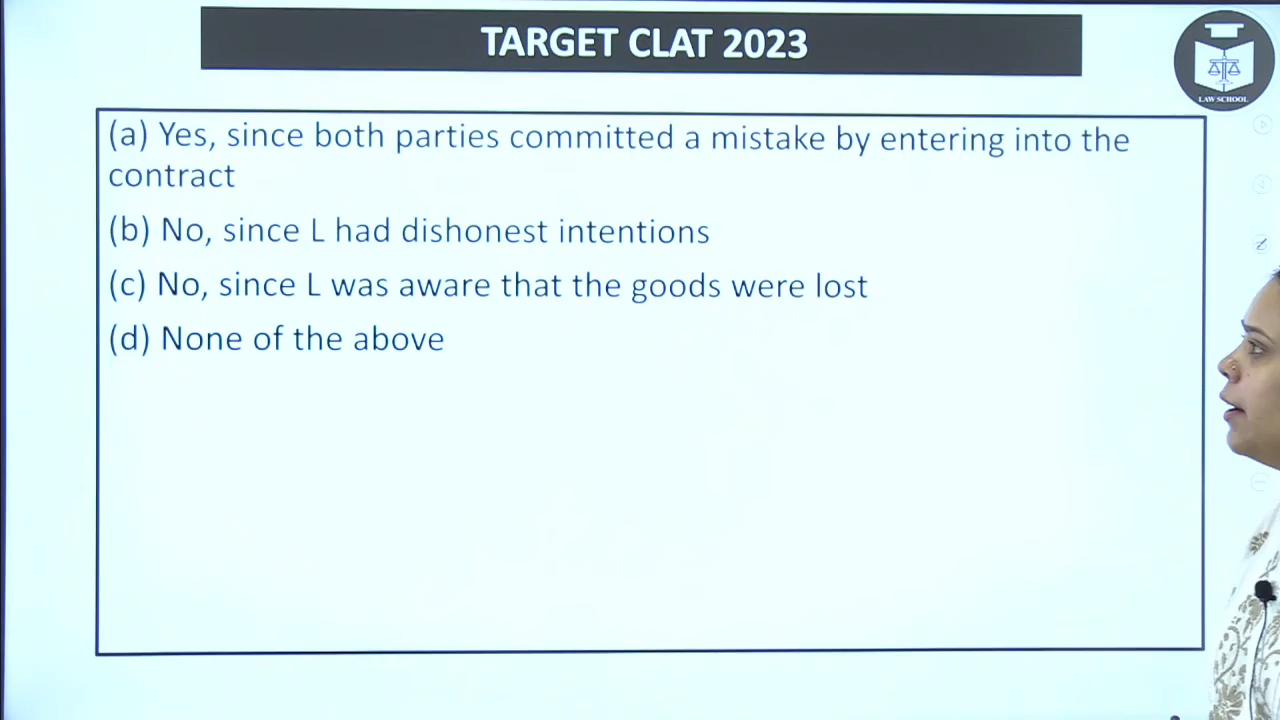 TARGET CLAT 2023
LAW SCHOOL
(a) Yes, since both parties committed a mistake by entering into the
contract
(b) No, since L had dishonest intentions
(c) No, since L was aware that the goods were lost
(d) None of the above